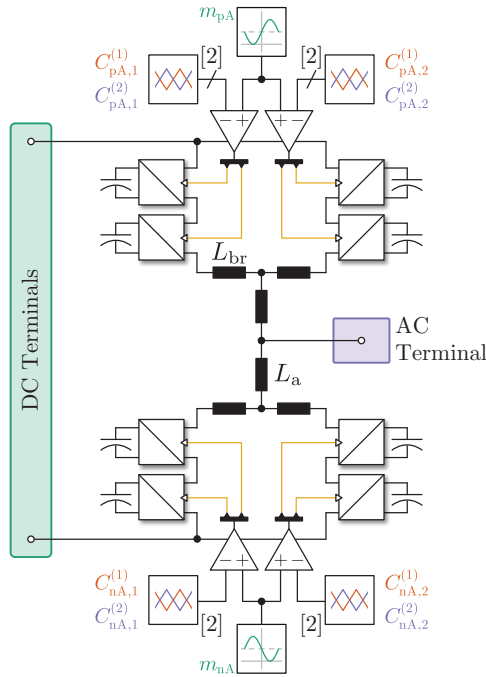 m_pA
C_pA,1^(1)
[2]
[2]
C_pA,2^(1)
C_pA,1^(2)
C_pA,2^(2)
− +
+ −
L_br
DC Terminals
AC
Terminal
L_a
− +
+ −
C_nA,1^(1)
C_nA,2^(1)
C_nA,1^(2)
[2]
[2]
C_nA,2^(2)
m_nA